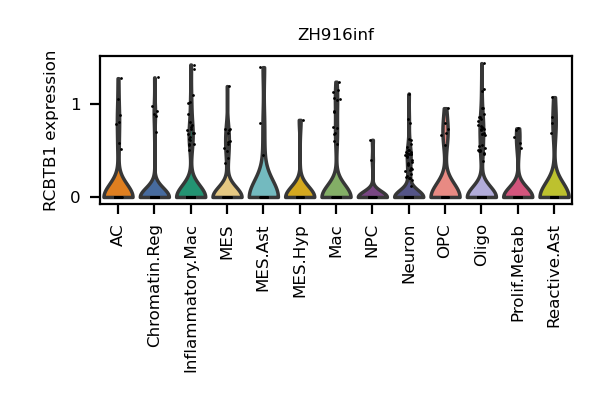 ZH916inf
RCBTB1 expression
1
0
AC
Chromatin.Reg
Inflammatory.Mac
MES
MES.Ast
MES.Hyp
Mac
NPC
Neuron
OPC
Oligo
Prolif.Metab
Reactive.Ast